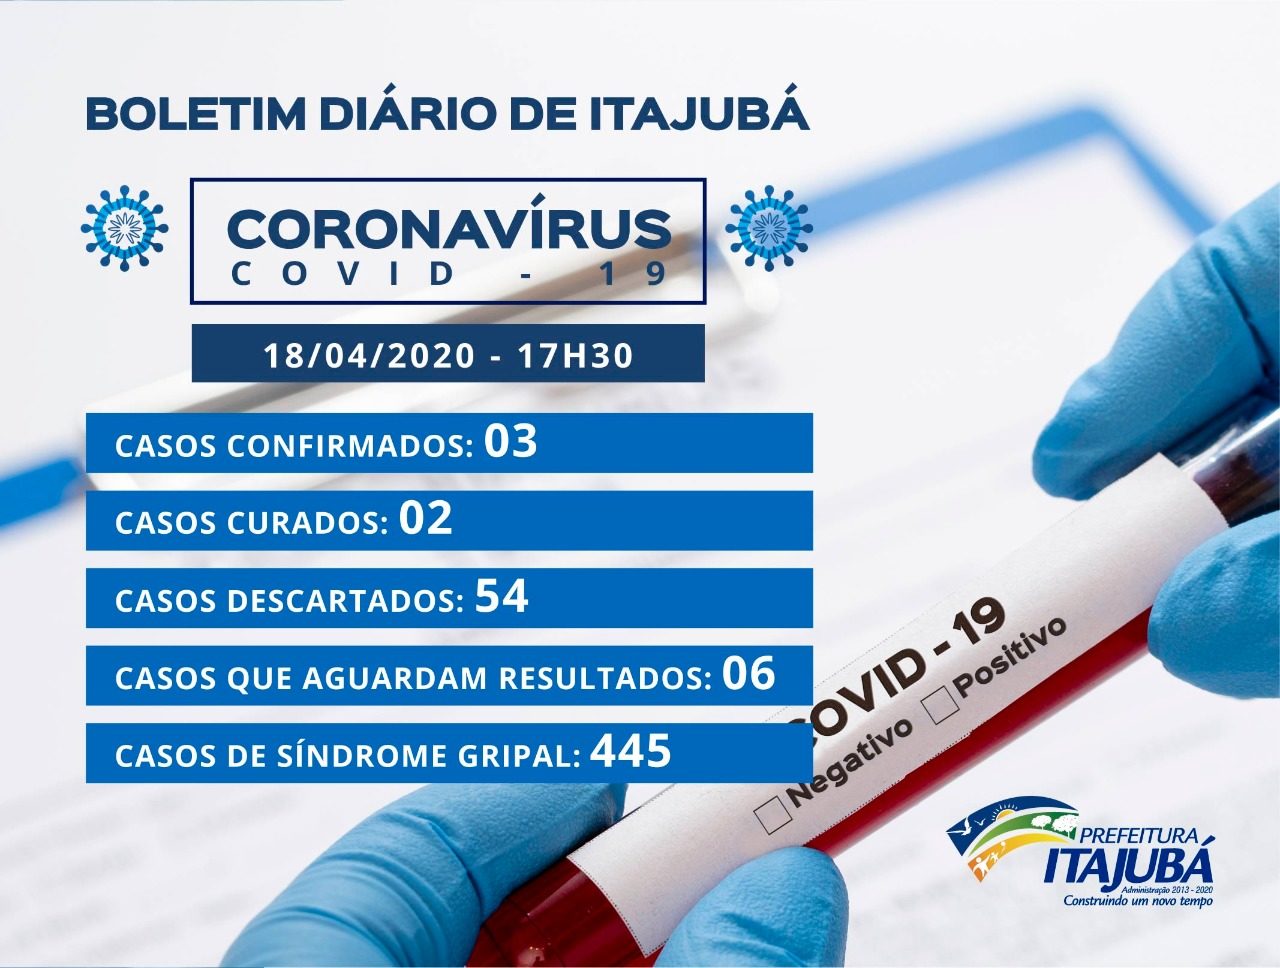 BOLETIM DIÁRIO DE ITAJUBÁ
CORONAVÍRUS
COVID - 19
18/04/2020 - 17H30
CASOS CONFIRMADOS: 03
CASOS CURADOS: 02
CASOS DESCARTADOS: 54
CASOS QUE AGUARDAM RESULTADOS: 06
CASOS DE SÍNDROME GRIPAL: 445
COVID - 19
Negativo Positivo
PREFEITURA
ITAJUBÁ
Administração 2013 - 2020
Construindo um novo tempo